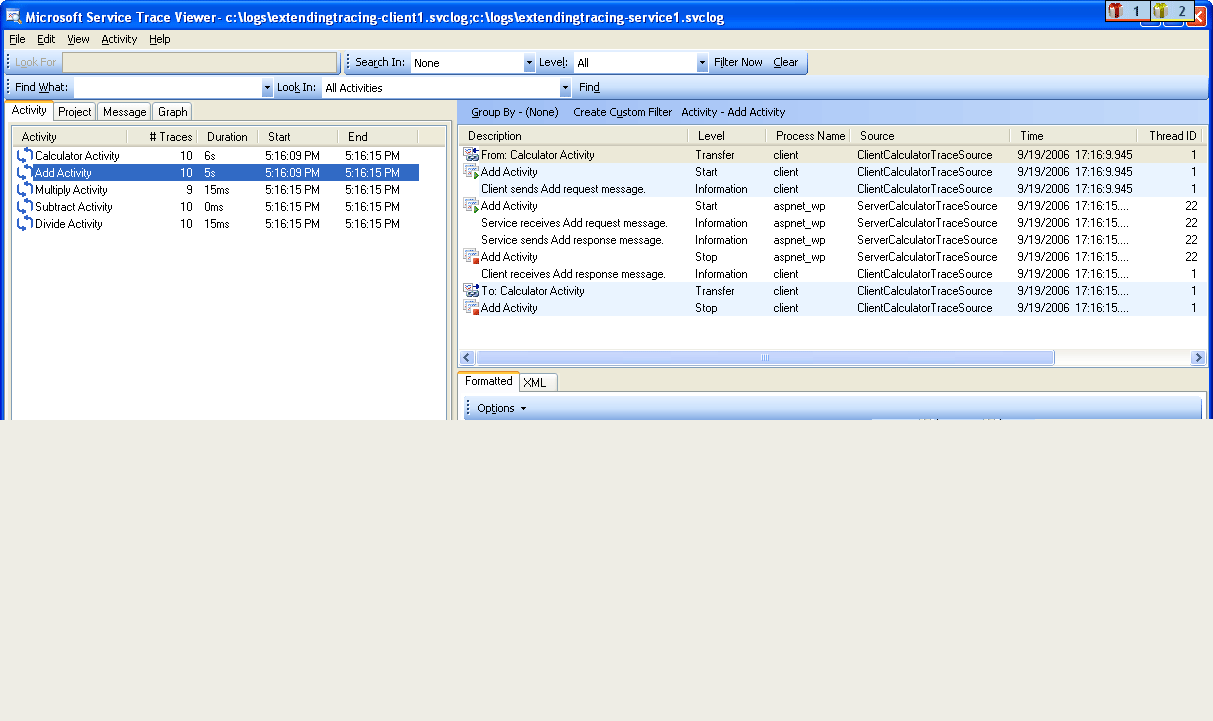 Microsoft Service Trace Viewer- c:\logs\extendingtracing-client1.svclog;c:\logs\extendingtracing-service1.svclog 1 2
File Edit View Activity Help
Look For Search In: None Level: All Filter Now Clear
Find What: Look In: All Activities Find
Activity Project Message Graph
Activity # Traces Duration Start End
Calculator Activity 10 6s 5:16:09 PM 5:16:15 PM
Add Activity 10 5s 5:16:09 PM 5:16:15 PM
Multiply Activity 9 15ms 5:16:15 PM 5:16:15 PM
Subtract Activity 10 0ms 5:16:15 PM 5:16:15 PM
Divide Activity 10 15ms 5:16:15 PM 5:16:15 PM
Group By - (None) Create Custom Filter Activity - Add Activity
Description Level Process Name Source Time Thread ID
From: Calculator Activity Transfer client ClientCalculatorTraceSource 9/19/2006 17:16:9.945 1
Add Activity Start client ClientCalculatorTraceSource 9/19/2006 17:16:9.945 1
Client sends Add request message. Information client ClientCalculatorTraceSource 9/19/2006 17:16:9.945 1
Add Activity Start aspnet_wp ServerCalculatorTraceSource 9/19/2006 17:16:15.... 22
Service receives Add request message. Information aspnet_wp ServerCalculatorTraceSource 9/19/2006 17:16:15.... 22
Service sends Add response message. Information aspnet_wp ServerCalculatorTraceSource 9/19/2006 17:16:15.... 22
Add Activity Stop aspnet_wp ServerCalculatorTraceSource 9/19/2006 17:16:15.... 22
Client receives Add response message. Information client ClientCalculatorTraceSource 9/19/2006 17:16:15.... 1
To: Calculator Activity Transfer client ClientCalculatorTraceSource 9/19/2006 17:16:15.... 1
Add Activity Stop client ClientCalculatorTraceSource 9/19/2006 17:16:15.... 1
Formatted XML
Options